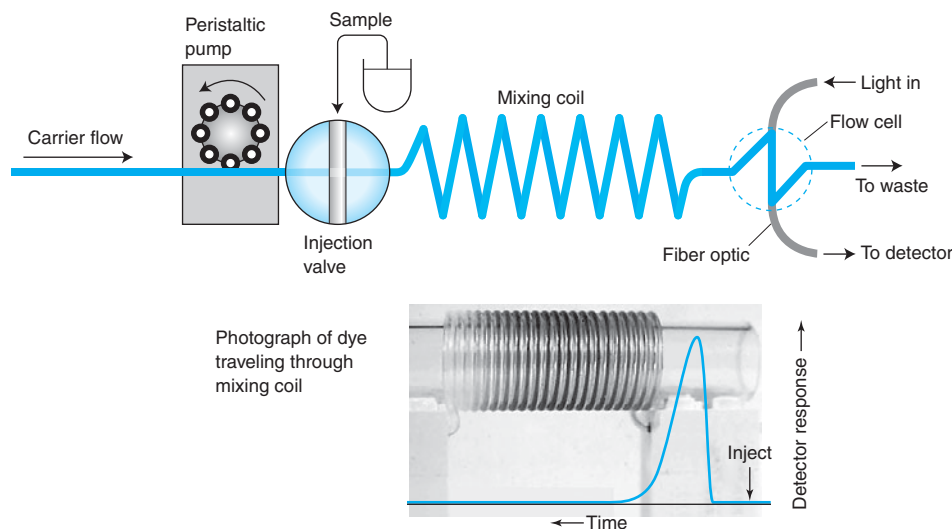 Peristaltic
pump
Sample
Carrier flow
Injection
valve
Mixing coil
Light in
Flow cell
To waste
Fiber optic
To detector
Photograph of dye
traveling through
mixing coil
Detector response
Inject
Time